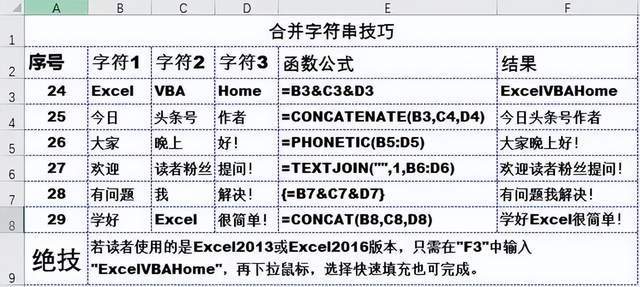 A B C D E F
1 合并字符串技巧
2 序号 字符1 字符2 字符3 函数公式 结果
3 24 Excel VBA Home =B3&C3&D3 ExcelVBAHome
4 25 今日 头条号 作者 =CONCATENATE(B3,C4,D4) 今日头条号作者
5 26 大家 晚上 好! =PHONETIC(B5:D5) 大家晚上好!
6 27 欢迎 读者粉丝 提问! =TEXTJOIN("",1,B6:D6) 欢迎读者粉丝提问!
7 28 有问题 我 解决! {=B7&C7&D7} 有问题我解决!
8 29 学好 Excel 很简单! =CONCAT(B8,C8,D8) 学好Excel很简单!
9 绝技 若读者使用的是Excel2013或Excel2016版本，只需在"F3"中输入
"ExcelVBAHome"，再下拉鼠标，选择快速填充也可完成。